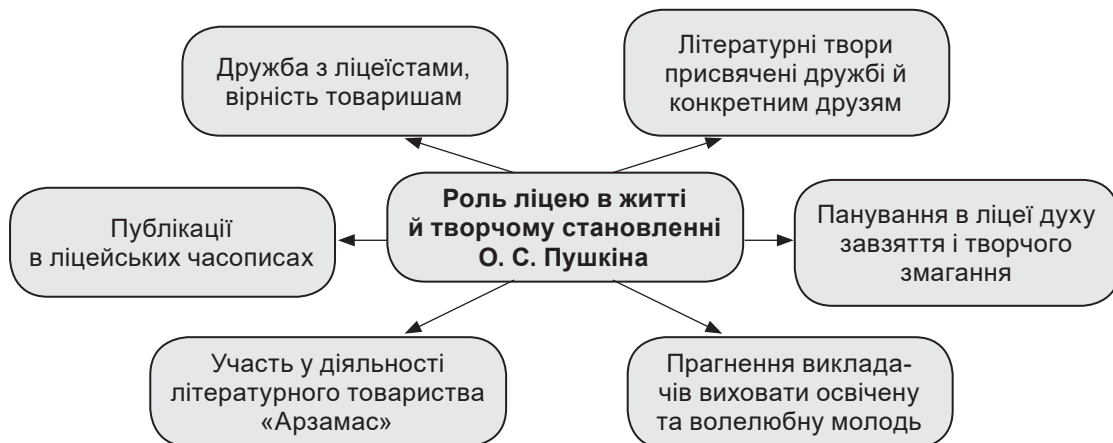 Дружба з ліцеїстами,
вірність товаришам
Літературні твори
присвячені дружбі й
конкретним друзям
Роль ліцею в житті
й творчому становленні
О. С. Пушкіна
Публікації
в ліцейських часописах
Панування в ліцеї духу
завзяття і творчого
змагання
Участь у діяльності
літературного товариства
«Арзамас»
Прагнення виклада-
чів виховати освічену
та волелюбну молодь